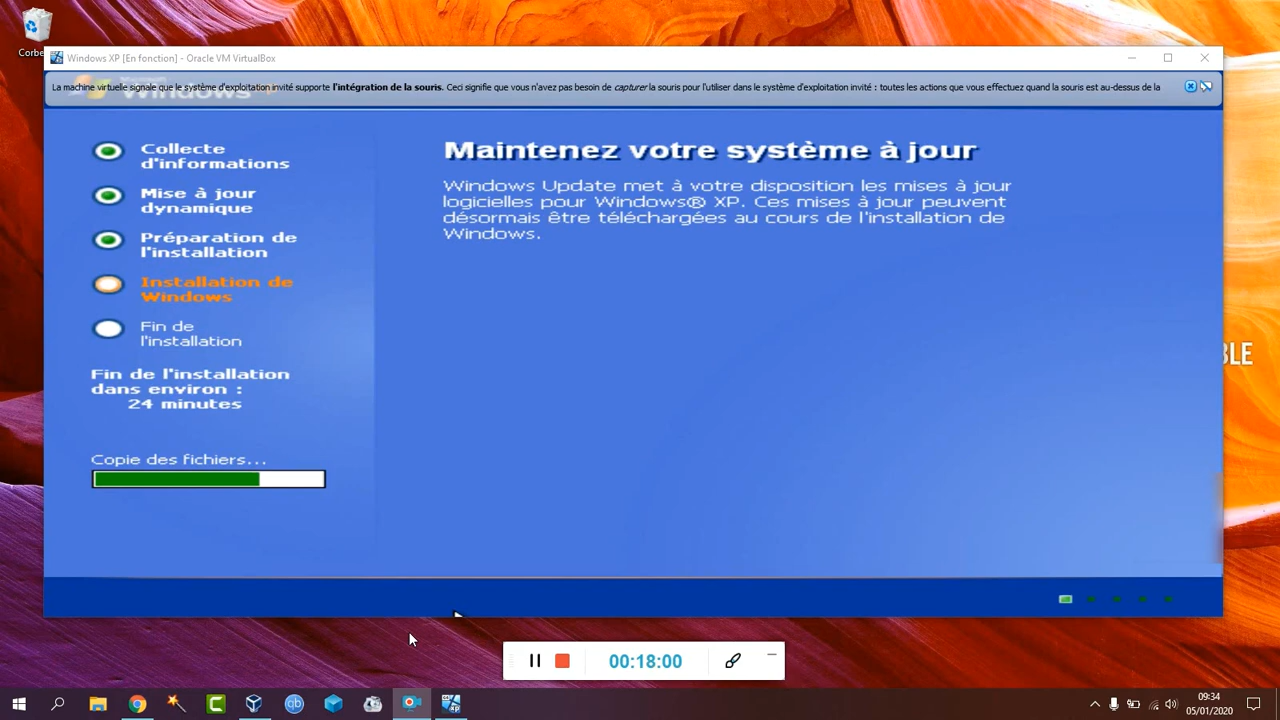 Corbe
Windows XP [En fonction] - Oracle VM VirtualBox
La machine virtuelle signale que le système d'exploitation invité supporte l'intégration de la souris. Ceci signifie que vous n'avez pas besoin de capturer la souris pour l'utiliser dans le système d'exploitation invité : toutes les actions que vous effectuez quand la souris est au-dessus de la
Windows
Collecte
d'informations
Mise à jour
dynamique
Préparation de
l'installation
Installation de
Windows
Fin de
l'installation
Fin de l'installation
dans environ :
24 minutes
Copie des fichiers...
Maintenez votre système à jour
Windows Update met à votre disposition les mises à jour
logicielles pour Windows® XP. Ces mises à jour peuvent
désormais être téléchargées au cours de l'installation de
Windows.
BLE
00:18:00
qb
xp
09:34
05/01/2020